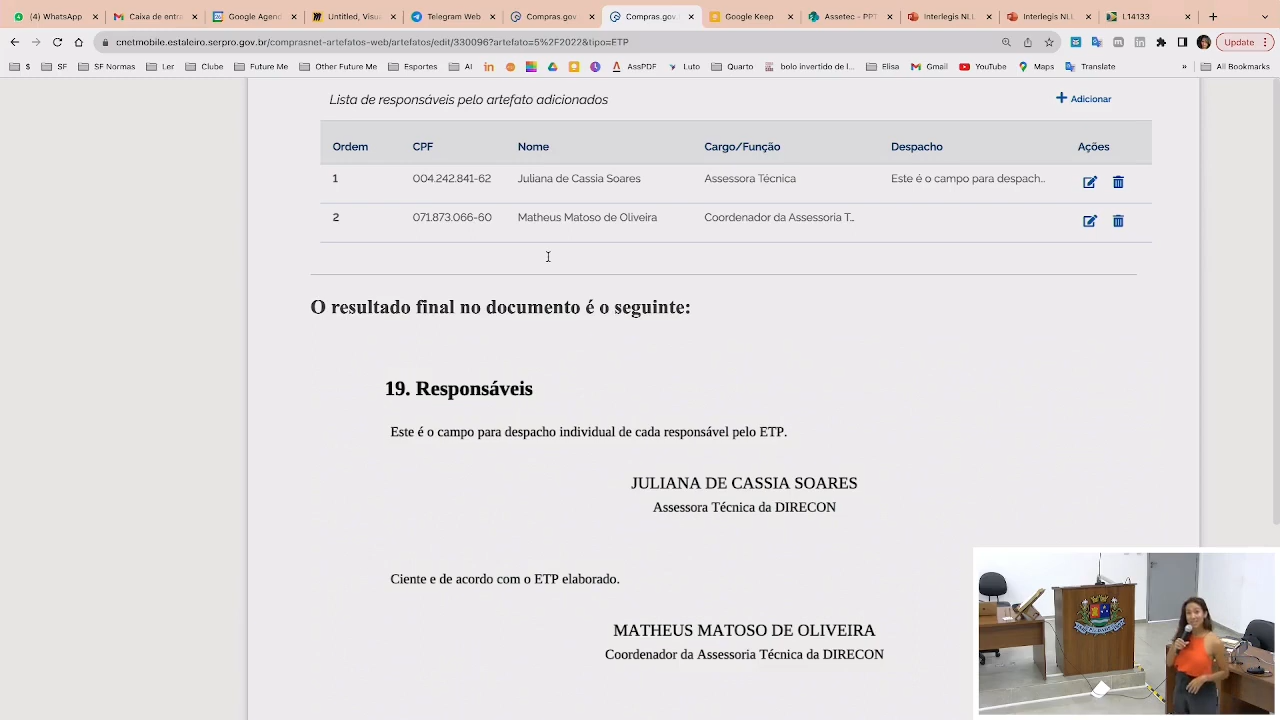 (4) WhatsApp
Caixa de entro
Google Agend
Untitled, Visu
Telegram Web
Compras.gov
Compras.gov
Google Keep
Assetec - PPT
Interlegis NLL
Interlegis NLL
L14133
cnetmobile.estaleiro.serpro.gov.br/comprasnet-artefatos-web/artefatos/edit/330096?artefato=5%2F2022&tipo=ETP
Update
$
SF
SF Normas
Ler
Clube
Future Me
Other Future Me
Esportes
AI
AssPDF
Luto
Quarto
bolo invertido de l...
Elisa
Gmail
YouTube
Maps
Translate
»
All Bookmarks
Lista de responsáveis pelo artefato adicionados
+ Adicionar
Ordem CPF Nome Cargo/Função Despacho Ações
1 004.242.841-62 Juliana de Cassia Soares Assessora Técnica Este é o campo para despach...
2 071.873.066-60 Matheus Matoso de Oliveira Coordenador da Assessoria T...
O resultado final no documento é o seguinte:
19. Responsáveis
Este é o campo para despacho individual de cada responsável pelo ETP.
JULIANA DE CASSIA SOARES
Assessora Técnica da DIRECON
Ciente e de acordo com o ETP elaborado.
MATHEUS MATOSO DE OLIVEIRA
Coordenador da Assessoria Técnica da DIRECON